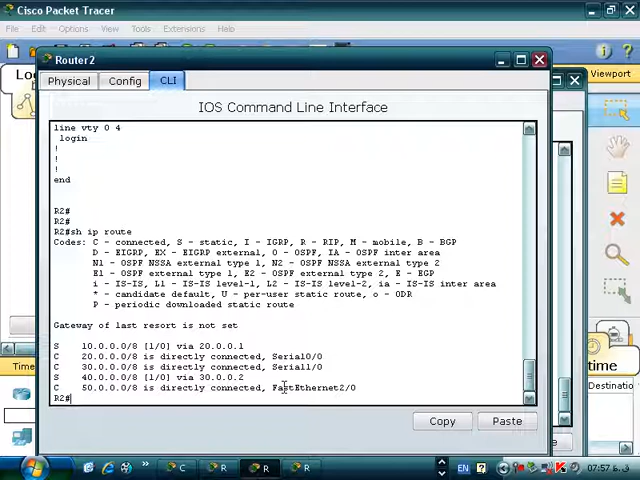 Cisco Packet Tracer
File Edit Options View Tools Extensions Help
Router2
Viewport
Physical Config CLI
IOS Command Line Interface
line vty 0 4
login
!
!
!
end
R2#
R2#
R2#sh ip route
Codes: C - connected, S - static, I - IGRP, R - RIP, M - mobile, B - BGP
D - EIGRP, EX - EIGRP external, O - OSPF, IA - OSPF inter area
N1 - OSPF NSSA external type 1, N2 - OSPF NSSA external type 2
E1 - OSPF external type 1, E2 - OSPF external type 2, E - EGP
i - IS-IS, L1 - IS-IS level-1, L2 - IS-IS level-2, ia - IS-IS inter area
* - candidate default, U - per-user static route, o - ODR
P - periodic downloaded static route
Gateway of last resort is not set
S 10.0.0.0/8 [1/0] via 20.0.0.1
C 20.0.0.0/8 is directly connected, Serial0/0
C 30.0.0.0/8 is directly connected, Serial1/0
S 40.0.0.0/8 [1/0] via 30.0.0.2
C 50.0.0.0/8 is directly connected, FastEthernet2/0
R2#
Destinatio
Copy Paste
C R R R EN 07:57